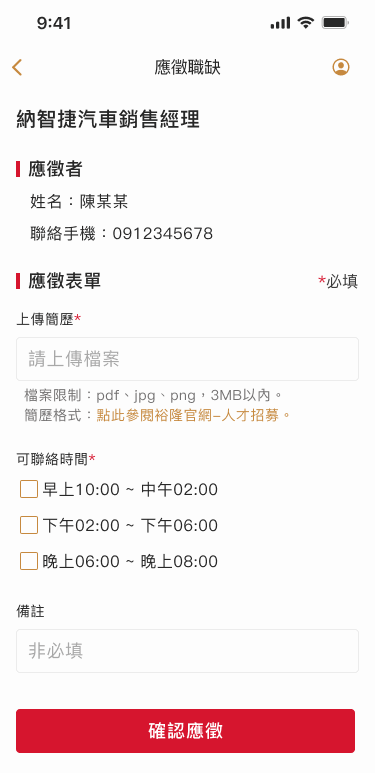 9:41
應徵職缺
納智捷汽車銷售經理
應徵者
姓名：陳某某
聯絡手機：0912345678
應徵表單 *必填
上傳簡歷*
請上傳檔案
檔案限制：pdf、jpg、png，3MB以內。
簡歷格式：點此參閱裕隆官網–人才招募。
可聯絡時間*
早上10:00 ~ 中午02:00
下午02:00 ~ 下午06:00
晚上06:00 ~ 晚上08:00
備註
非必填
確認應徵